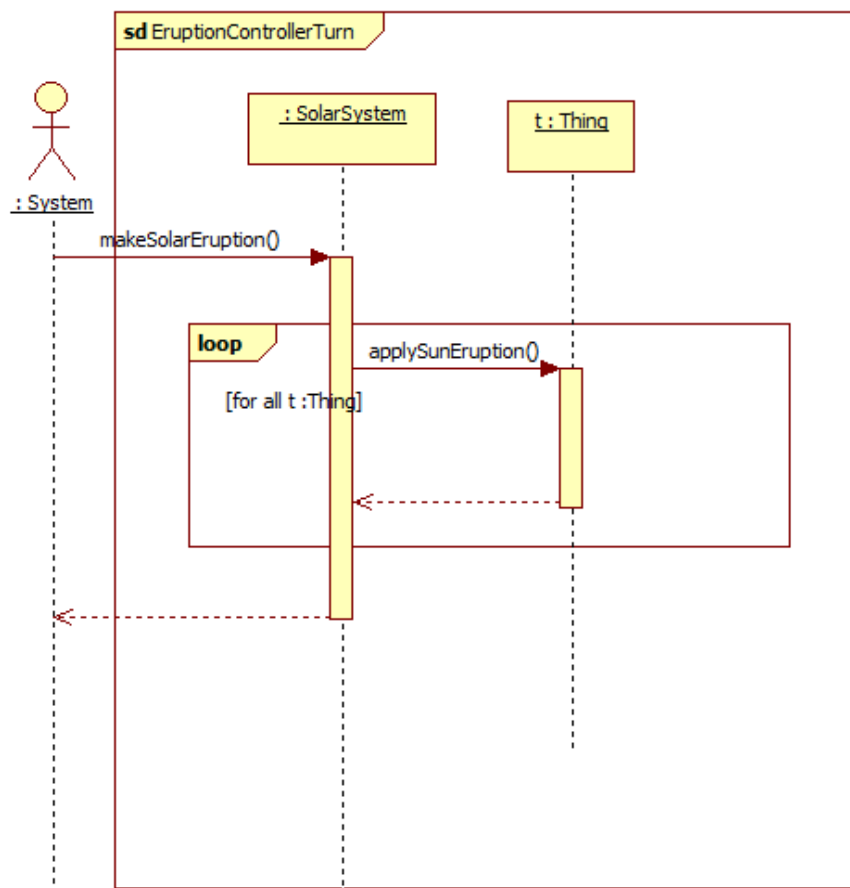 sd EruptionControllerTurn
: SolarSystem
t : Thing
: System
makeSolarEruption()
loop
applySunEruption()
[for all t :Thing]